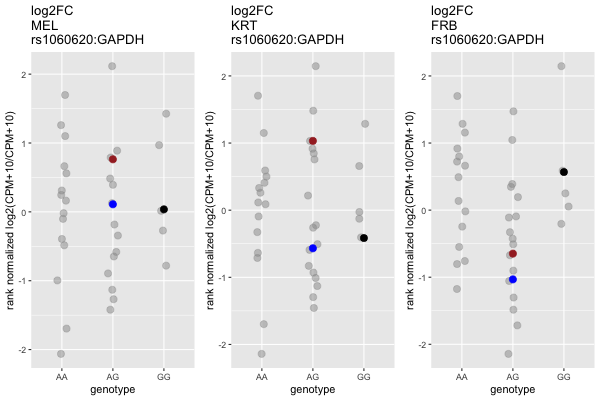 log2FC
MEL
rs1060620:GAPDH
rank normalized log2(CPM+10/CPM+10)
2
1
0
-1
-2
AA
AG
GG
genotype
log2FC
KRT
rs1060620:GAPDH
rank normalized log2(CPM+10/CPM+10)
2
1
0
-1
-2
AA
AG
GG
genotype
log2FC
FRB
rs1060620:GAPDH
rank normalized log2(CPM+10/CPM+10)
2
1
0
-1
-2
AA
AG
GG
genotype